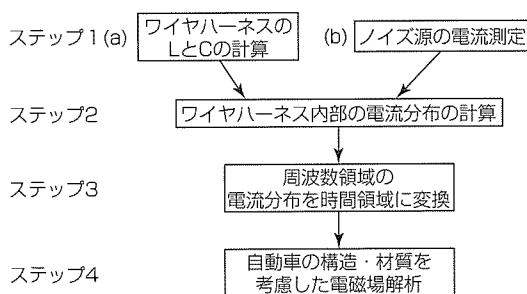 ステップ1(a)
ワイヤハーネスの
LとCの計算
(b)
ノイズ源の電流測定
ステップ2
ワイヤハーネス内部の電流分布の計算
ステップ3
周波数領域の
電流分布を時間領域に変換
ステップ4
自動車の構造・材質を
考慮した電磁場解析